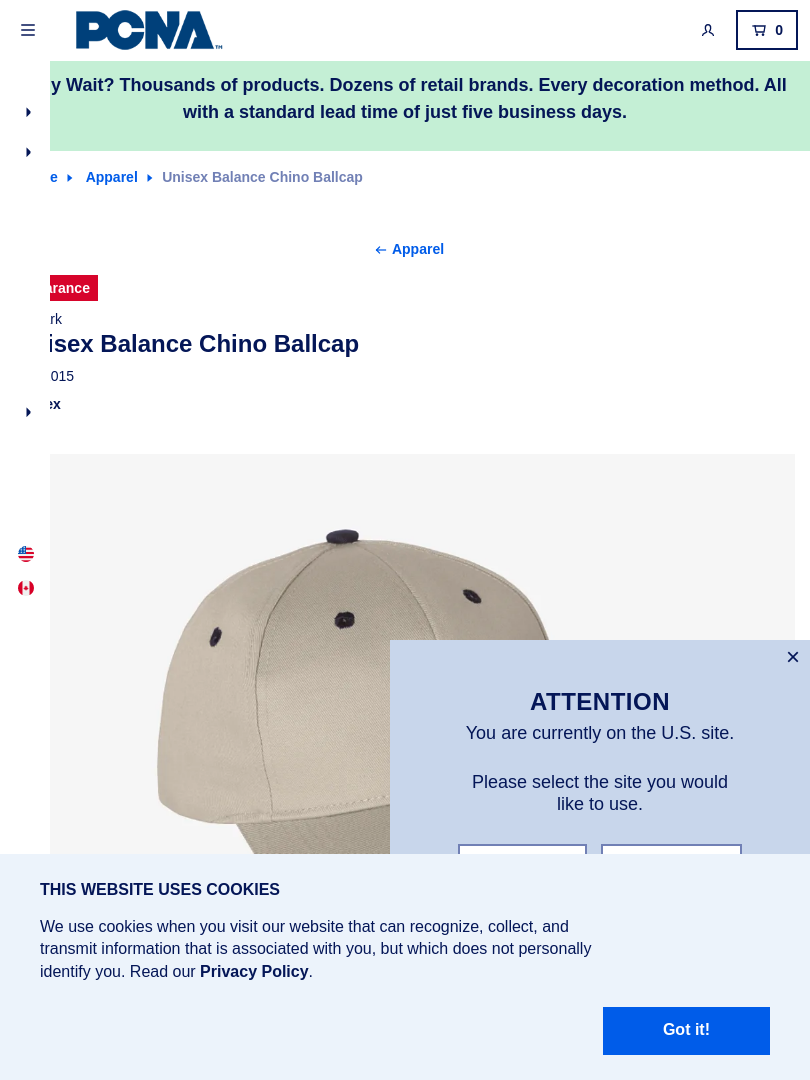 PCNA™
0
y Wait? Thousands of products. Dozens of retail brands. Every decoration method. All
with a standard lead time of just five business days.
e Apparel Unisex Balance Chino Ballcap
Apparel
arance
rk
isex Balance Chino Ballcap
015
ex
ATTENTION
You are currently on the U.S. site.
Please select the site you would
like to use.
THIS WEBSITE USES COOKIES
We use cookies when you visit our website that can recognize, collect, and
transmit information that is associated with you, but which does not personally
identify you. Read our Privacy Policy.
Got it!